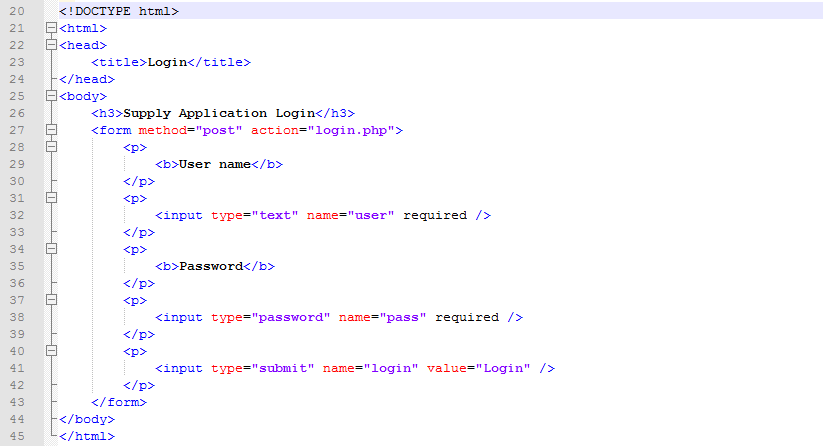 20 <!DOCTYPE html>
21 <html>
22 <head>
23 <title>Login</title>
24 </head>
25 <body>
26 <h3>Supply Application Login</h3>
27 <form method="post" action="login.php">
28 <p>
29 <b>User name</b>
30 </p>
31 <p>
32 <input type="text" name="user" required />
33 </p>
34 <p>
35 <b>Password</b>
36 </p>
37 <p>
38 <input type="password" name="pass" required />
39 </p>
40 <p>
41 <input type="submit" name="login" value="Login" />
42 </p>
43 </form>
44 </body>
45 </html>